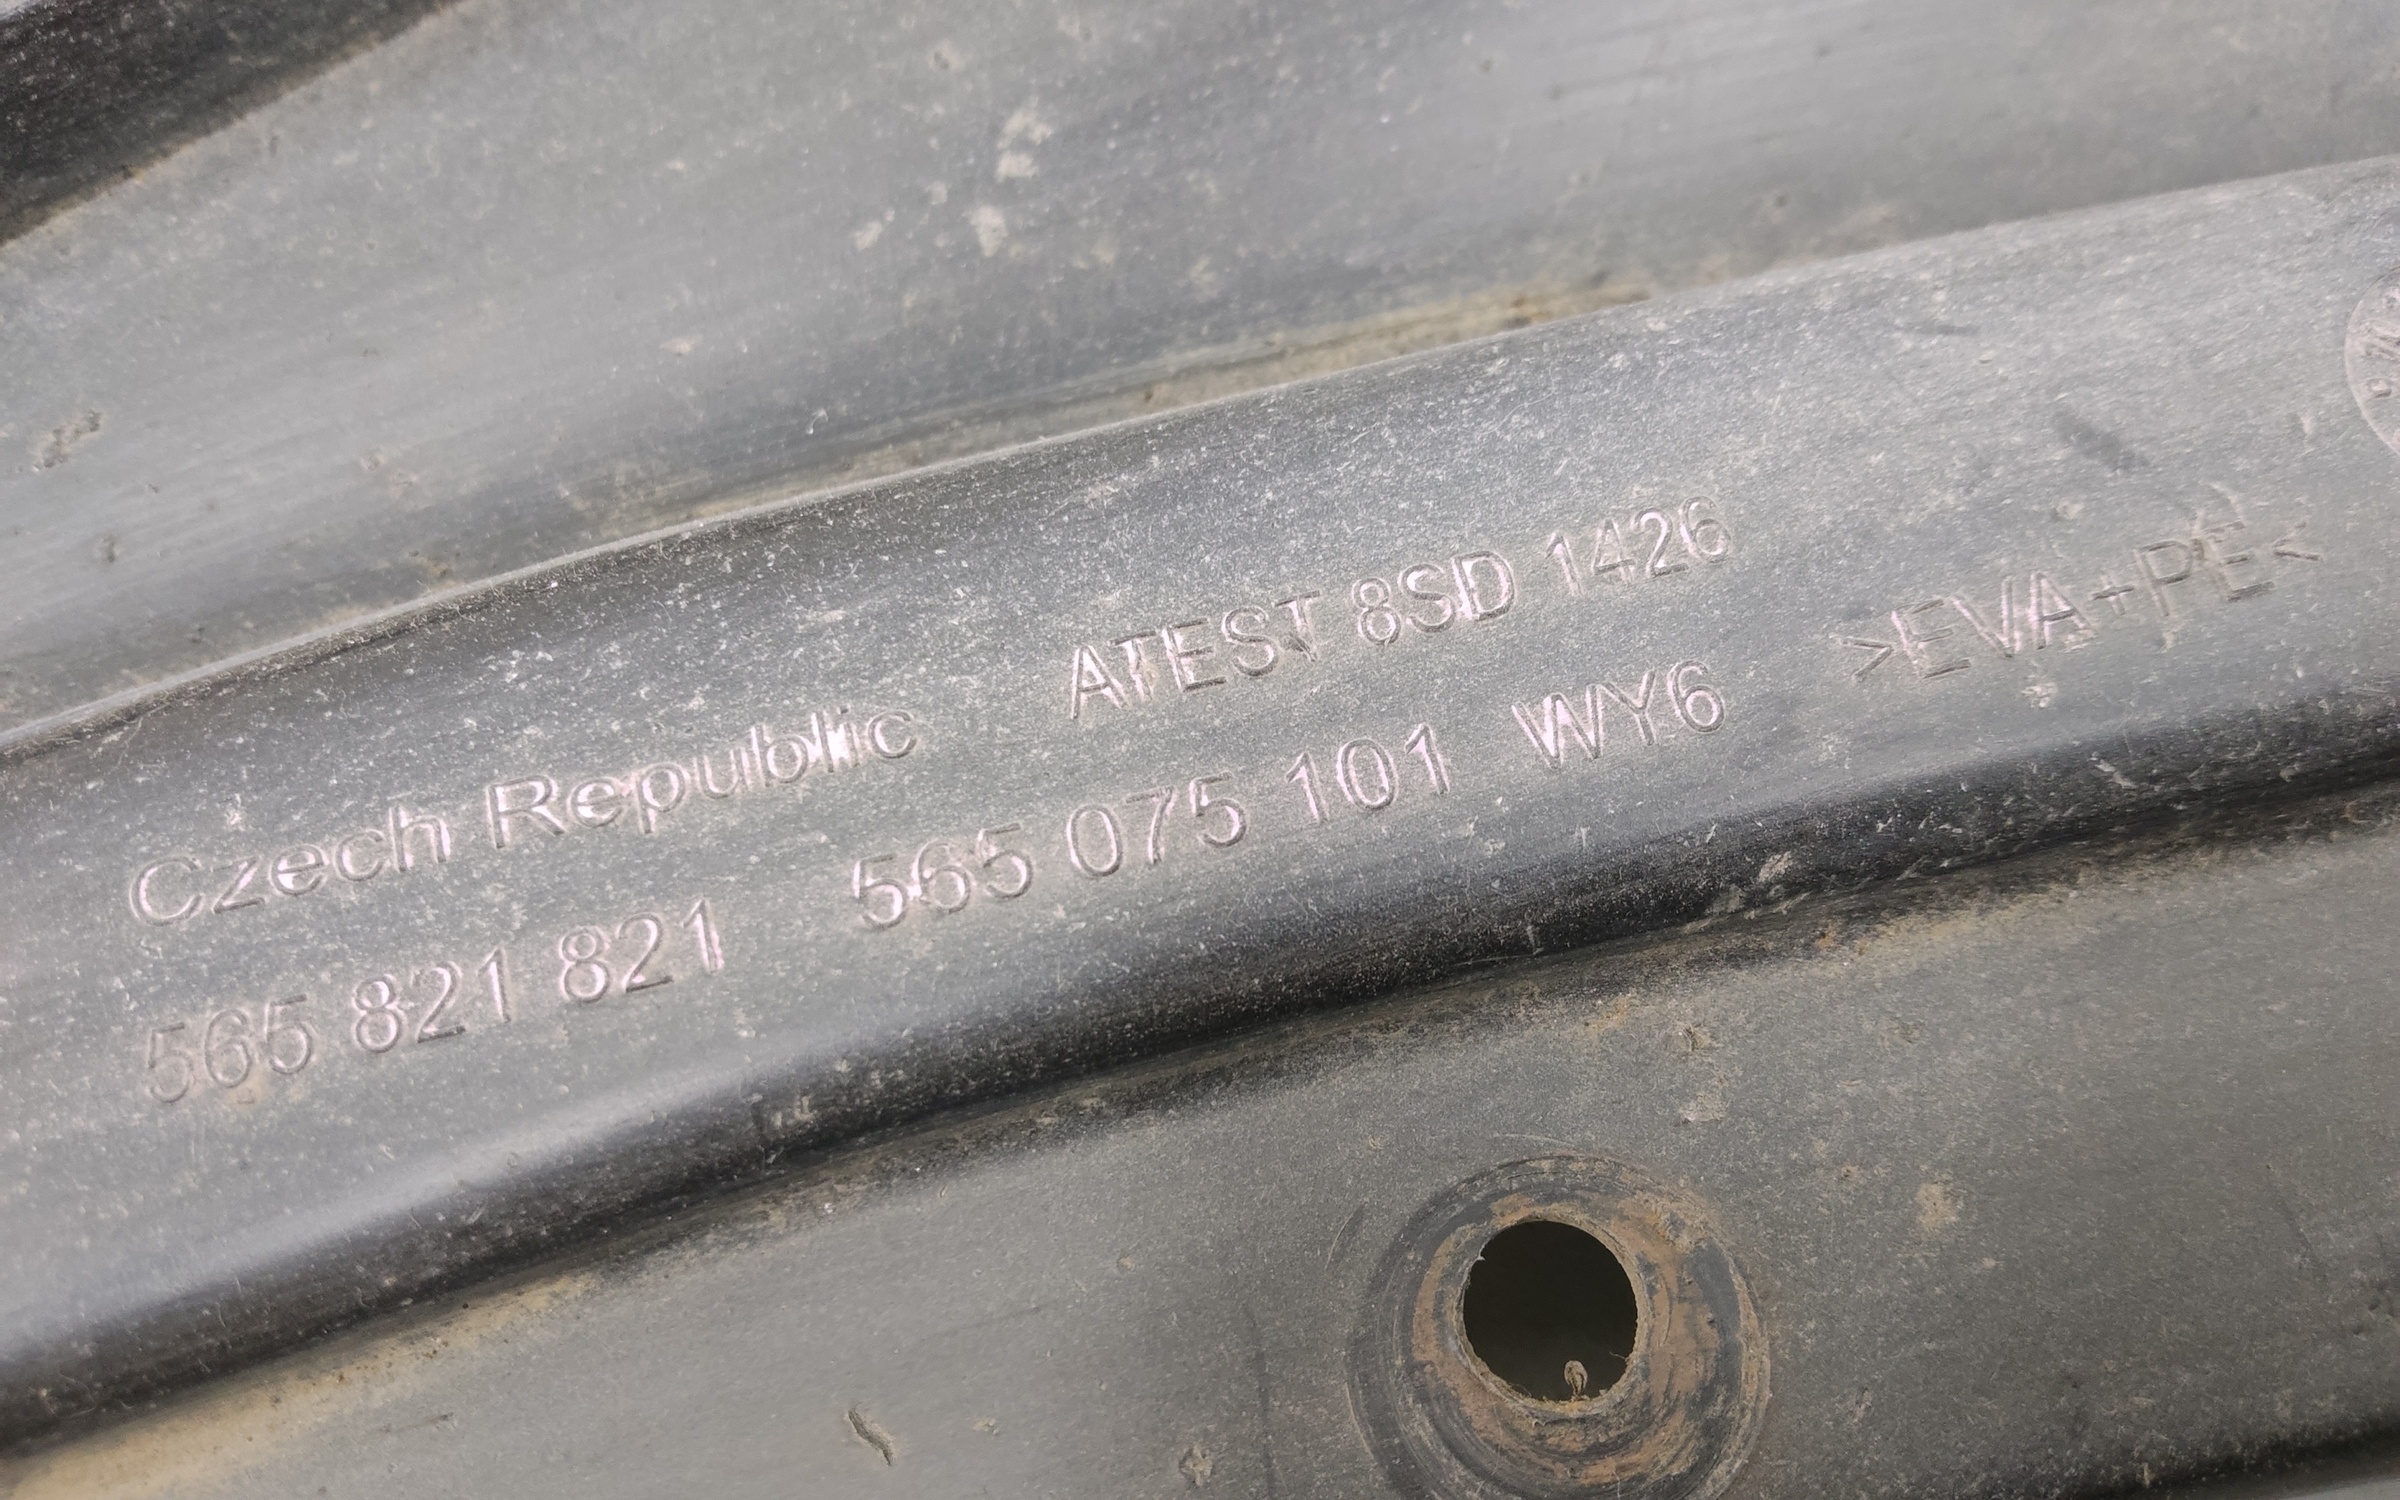 Czech Republic ATEST 8SD 1426
565 821 821 565 075 101 WY6 >EVA+PE<